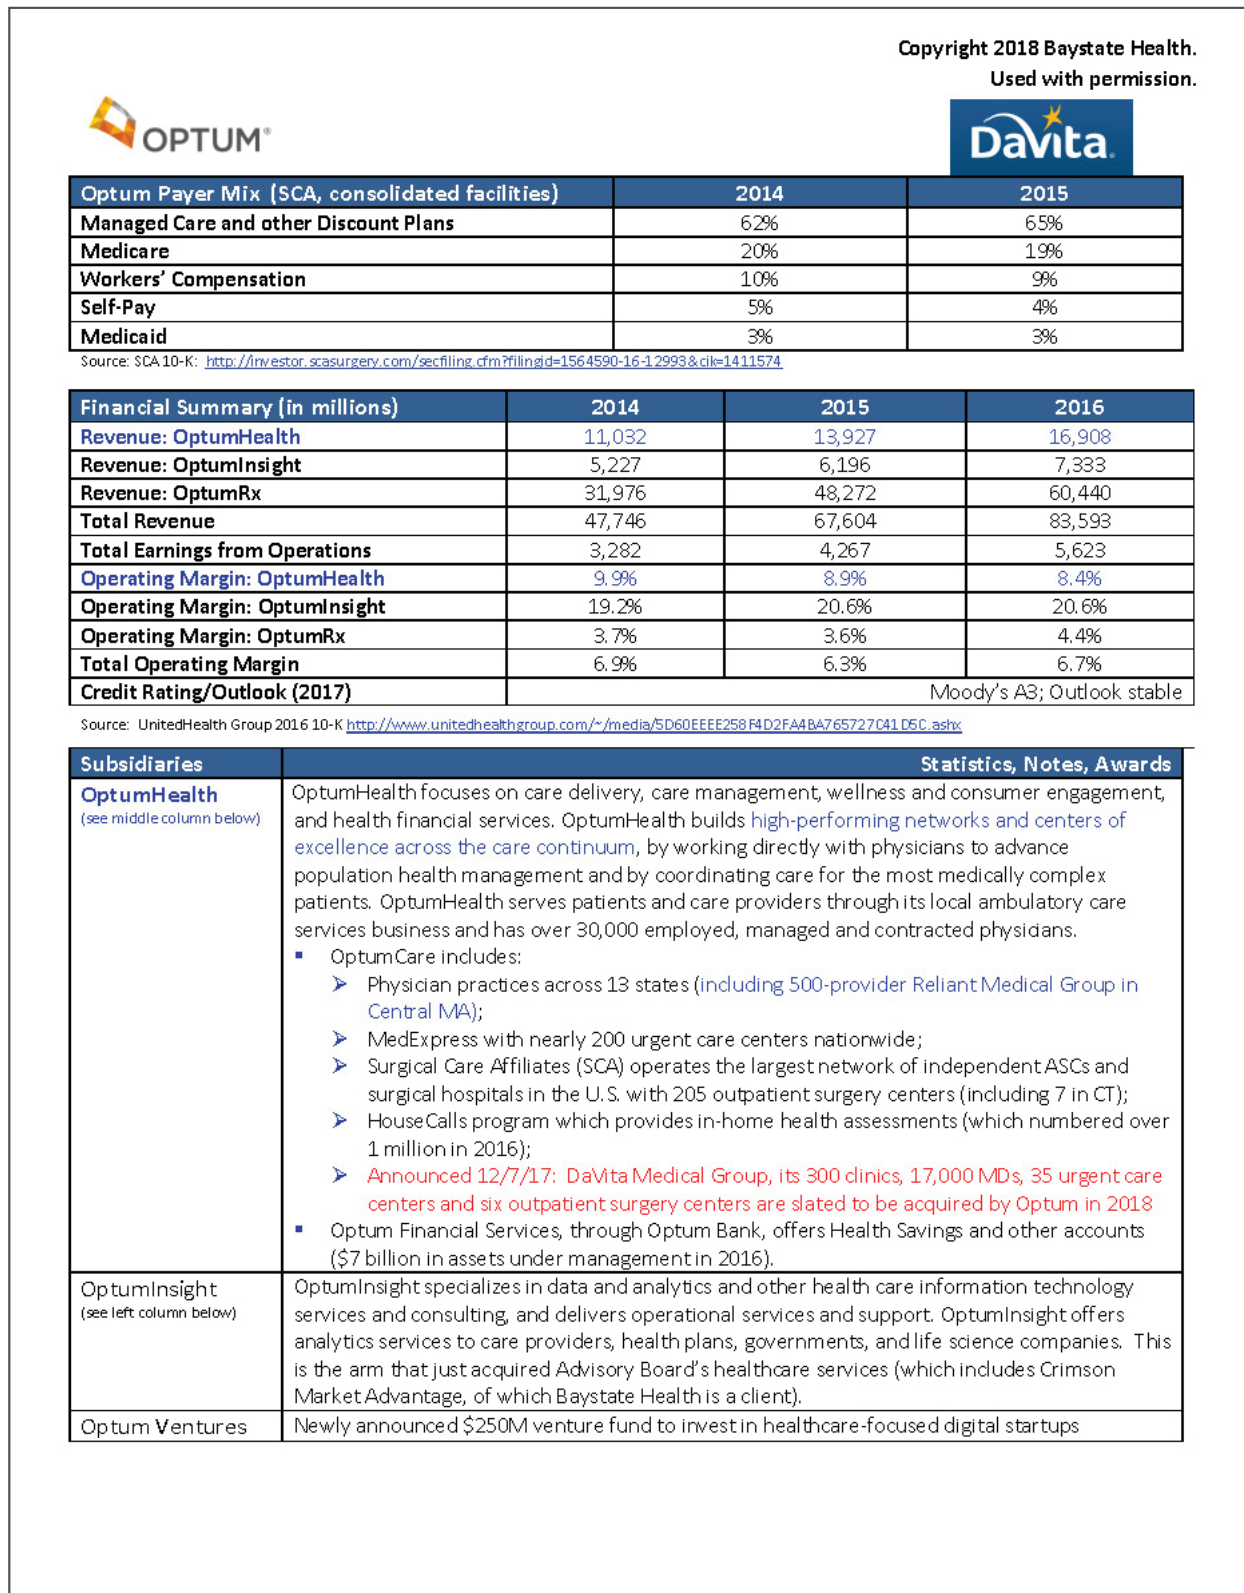 Copyright 2018 Baystate Health.
Used with permission.
OPTUM®
DaVita.
Optum Payer Mix (SCA, consolidated facilities) 2014 2015
Managed Care and other Discount Plans 62% 65%
Medicare 20% 19%
Workers' Compensation 10% 9%
Self-Pay 5% 4%
Medicaid 3% 3%
Source: SCA 10-K: http://investor.scasurgery.com/secfiling.cfm?filingid=1564590-16-12993&cik=1411574
Financial Summary (in millions) 2014 2015 2016
Revenue: OptumHealth 11,032 13,927 16,908
Revenue: OptumInsight 5,227 6,196 7,333
Revenue: OptumRx 31,976 48,272 60,440
Total Revenue 47,746 67,604 83,593
Total Earnings from Operations 3,282 4,267 5,623
Operating Margin: OptumHealth 9.9% 8.9% 8.4%
Operating Margin: OptumInsight 19.2% 20.6% 20.6%
Operating Margin: OptumRx 3.7% 3.6% 4.4%
Total Operating Margin 6.9% 6.3% 6.7%
Credit Rating/Outlook (2017) Moody's A3; Outlook stable
Source: UnitedHealth Group 2016 10-K http://www.unitedhealthgroup.com/~/media/5D60EEEE258F4D2FA4BA765727C41D5C.ashx
Subsidiaries Statistics, Notes, Awards
OptumHealth
(see middle column below)
OptumHealth focuses on care delivery, care management, wellness and consumer engagement,
and health financial services. OptumHealth builds high-performing networks and centers of
excellence across the care continuum, by working directly with physicians to advance
population health management and by coordinating care for the most medically complex
patients. OptumHealth serves patients and care providers through its local ambulatory care
services business and has over 30,000 employed, managed and contracted physicians.
▪ OptumCare includes:
➢ Physician practices across 13 states (including 500-provider Reliant Medical Group in
Central MA);
➢ MedExpress with nearly 200 urgent care centers nationwide;
➢ Surgical Care Affiliates (SCA) operates the largest network of independent ASCs and
surgical hospitals in the U.S. with 205 outpatient surgery centers (including 7 in CT);
➢ HouseCalls program which provides in-home health assessments (which numbered over
1 million in 2016);
➢ Announced 12/7/17: DaVita Medical Group, its 300 clinics, 17,000 MDs, 35 urgent care
centers and six outpatient surgery centers are slated to be acquired by Optum in 2018
▪ Optum Financial Services, through Optum Bank, offers Health Savings and other accounts
($7 billion in assets under management in 2016).
OptumInsight
(see left column below)
OptumInsight specializes in data and analytics and other health care information technology
services and consulting, and delivers operational services and support. OptumInsight offers
analytics services to care providers, health plans, governments, and life science companies. This
is the arm that just acquired Advisory Board's healthcare services (which includes Crimson
Market Advantage, of which Baystate Health is a client).
Optum Ventures Newly announced $250M venture fund to invest in healthcare-focused digital startups